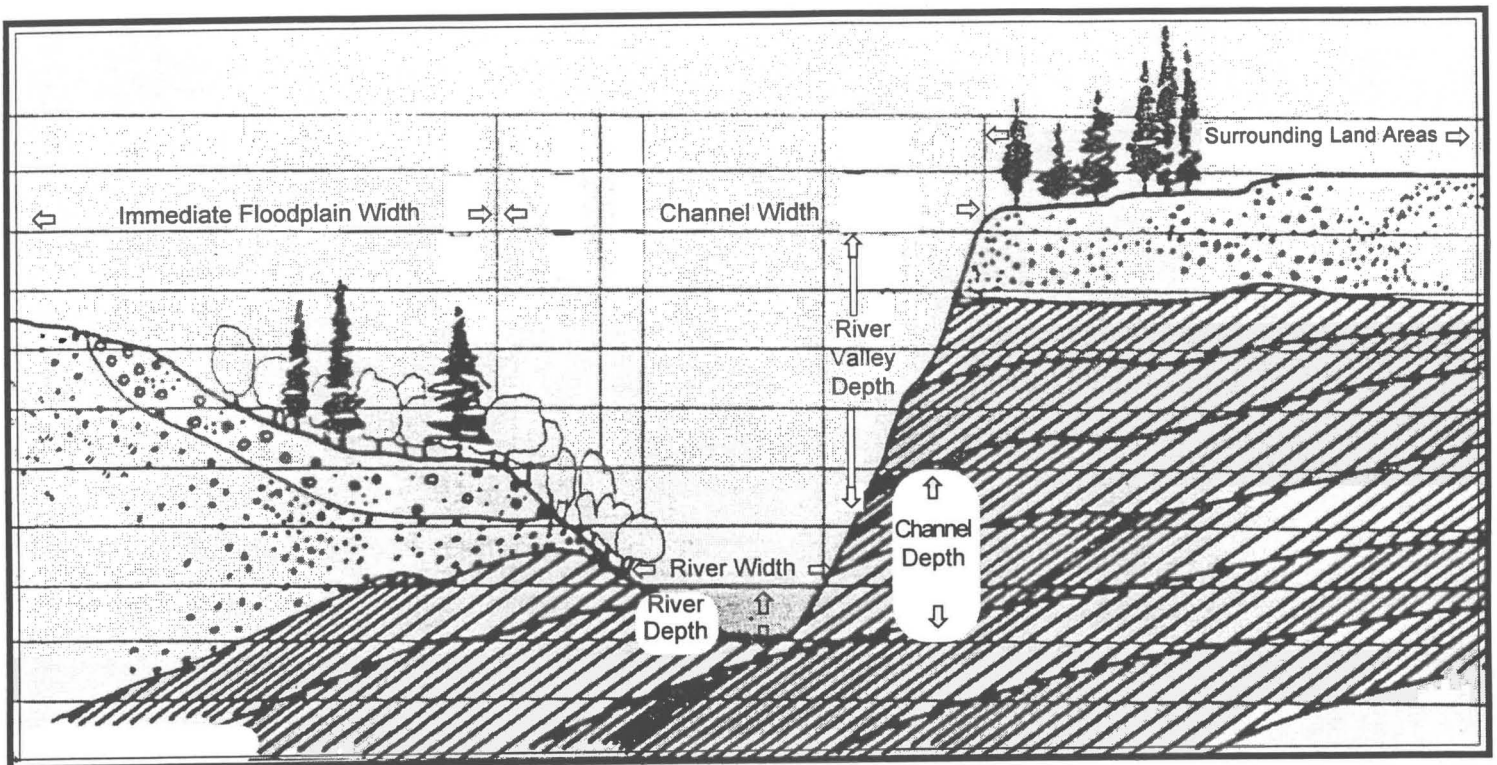 Surrounding Land Areas
Immediate Floodplain Width
Channel Width
River
Valley
Depth
Channel
Depth
River Width
River
Depth